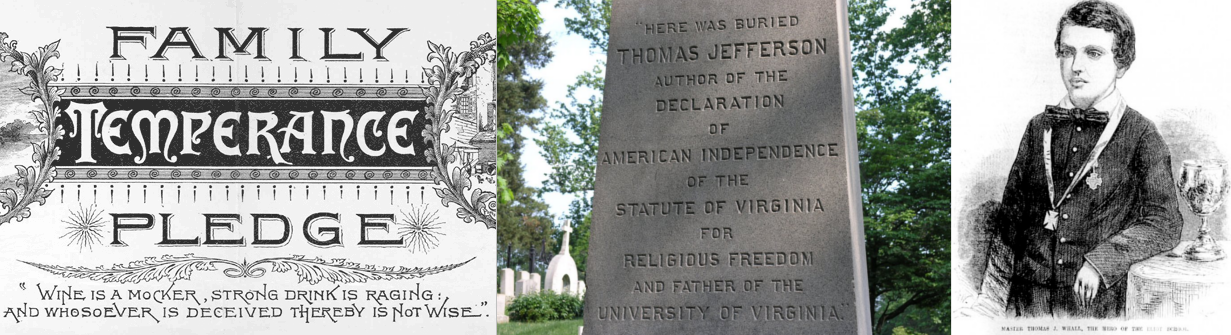 FAMILY
TEMPERANCE
PLEDGE
"WINE IS A MOCKER, STRONG DRINK IS RAGING:
AND WHOSOEVER IS DECEIVED THEREBY IS NOT WISE."
"HERE WAS BURIED
THOMAS JEFFERSON
AUTHOR OF THE
DECLARATION
OF
AMERICAN INDEPENDENCE
OF THE
STATUTE OF VIRGINIA
FOR
RELIGIOUS FREEDOM
AND FATHER OF THE
UNIVERSITY OF VIRGINIA."
MASTER THOMAS J. WHALL, THE HERO OF THE SCHOOL